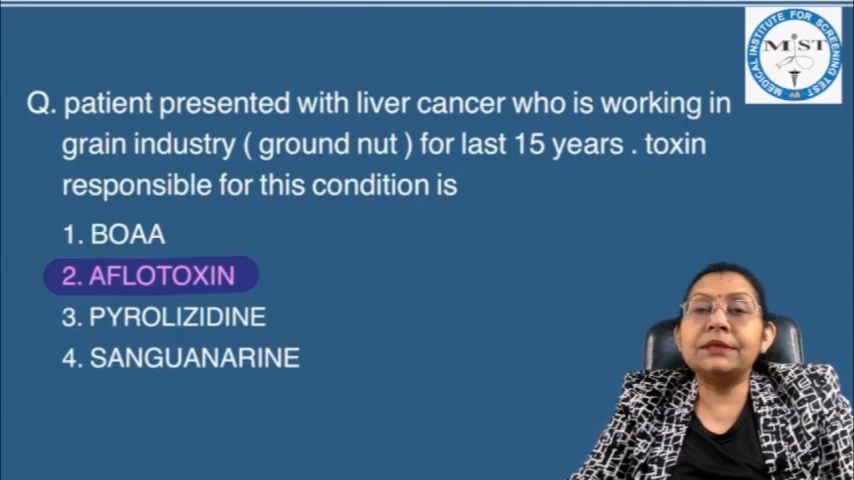 MIST
MEDICAL INSTITUTE FOR SCREENING TEST
Q. patient presented with liver cancer who is working in
grain industry ( ground nut ) for last 15 years . toxin
responsible for this condition is
1. BOAA
2. AFLOTOXIN
3. PYROLIZIDINE
4. SANGUANARINE